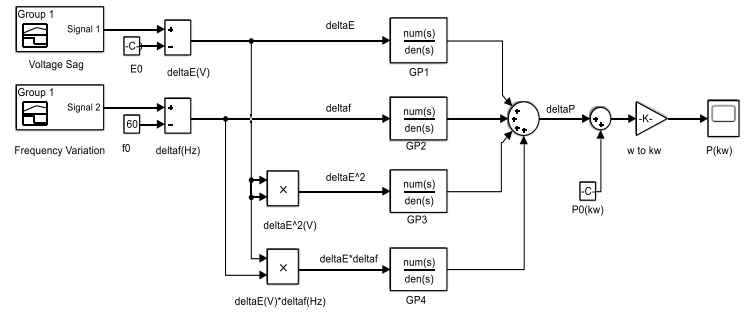 Group 1
Signal 1
Voltage Sag
+
−
-C-
E0
deltaE(V)
deltaE
num(s)
den(s)
GP1
Group 1
Signal 2
Frequency Variation
+
−
60
f0
deltaf(Hz)
deltaf
num(s)
den(s)
GP2
×
deltaE^2(V)
deltaE^2
num(s)
den(s)
GP3
×
deltaE(V)*deltaf(Hz)
deltaE*deltaf
num(s)
den(s)
GP4
+
+
+
+
deltaP
+
+
-C-
P0(kw)
-K-
w to kw
P(kw)